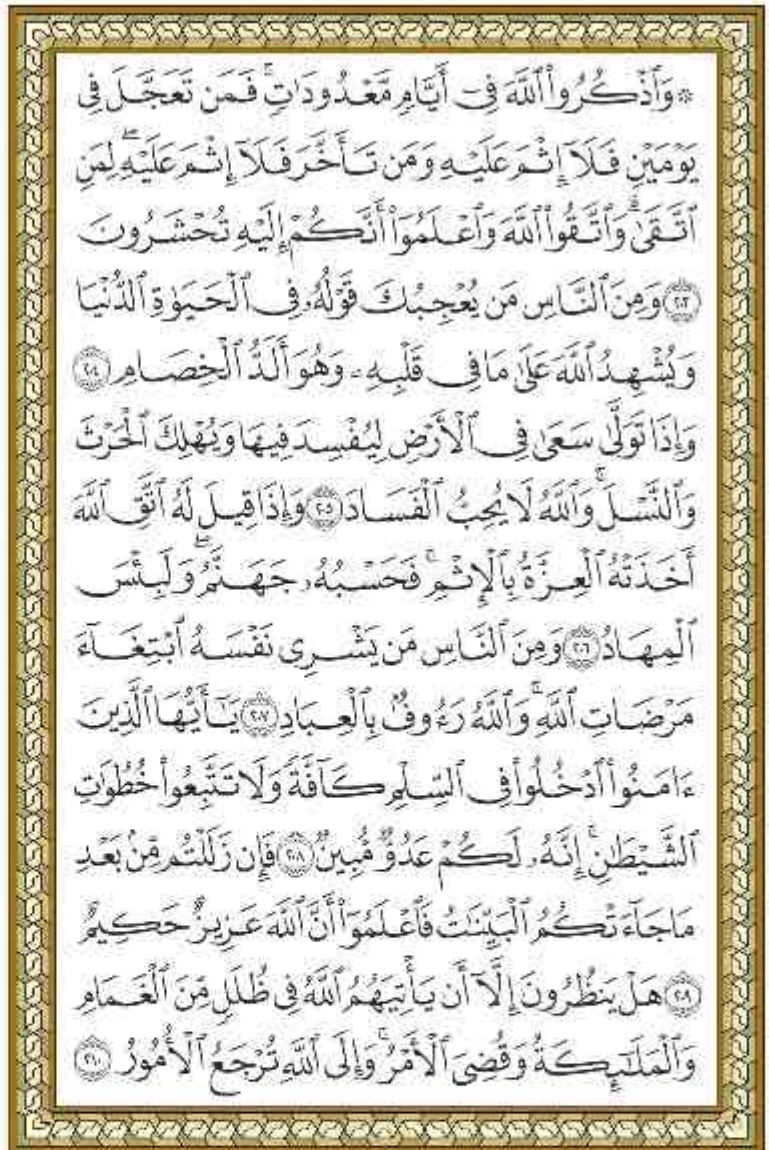 ۞ وَٱذْكُرُوا۟ ٱللَّهَ فِىٓ أَيَّامٍ مَّعْدُودَٰتٍ ۚ فَمَن تَعَجَّلَ فِى
يَوْمَيْنِ فَلَآ إِثْمَ عَلَيْهِ وَمَن تَأَخَّرَ فَلَآ إِثْمَ عَلَيْهِ ۚ لِمَنِ
ٱتَّقَىٰ ۗ وَٱتَّقُوا۟ ٱللَّهَ وَٱعْلَمُوٓا۟ أَنَّكُمْ إِلَيْهِ تُحْشَرُونَ
﴿٢٠٣﴾ وَمِنَ ٱلنَّاسِ مَن يُعْجِبُكَ قَوْلُهُۥ فِى ٱلْحَيَوٰةِ ٱلدُّنْيَا
وَيُشْهِدُ ٱللَّهَ عَلَىٰ مَا فِى قَلْبِهِۦ وَهُوَ أَلَدُّ ٱلْخِصَامِ ﴿٢٠٤﴾
وَإِذَا تَوَلَّىٰ سَعَىٰ فِى ٱلْأَرْضِ لِيُفْسِدَ فِيهَا وَيُهْلِكَ ٱلْحَرْثَ
وَٱلنَّسْلَ ۗ وَٱللَّهُ لَا يُحِبُّ ٱلْفَسَادَ ﴿٢٠٥﴾ وَإِذَا قِيلَ لَهُ ٱتَّقِ ٱللَّهَ
أَخَذَتْهُ ٱلْعِزَّةُ بِٱلْإِثْمِ ۚ فَحَسْبُهُۥ جَهَنَّمُ ۖ وَلَبِئْسَ
ٱلْمِهَادُ ﴿٢٠٦﴾ وَمِنَ ٱلنَّاسِ مَن يَشْرِى نَفْسَهُ ٱبْتِغَآءَ
مَرْضَاتِ ٱللَّهِ ۗ وَٱللَّهُ رَءُوفٌۢ بِٱلْعِبَادِ ﴿٢٠٧﴾ يَٰٓأَيُّهَا ٱلَّذِينَ
ءَامَنُوا۟ ٱدْخُلُوا۟ فِى ٱلسِّلْمِ كَآفَّةً وَلَا تَتَّبِعُوا۟ خُطُوَٰتِ
ٱلشَّيْطَٰنِ ۚ إِنَّهُۥ لَكُمْ عَدُوٌّ مُّبِينٌ ﴿٢٠٨﴾ فَإِن زَلَلْتُم مِّنۢ بَعْدِ
مَا جَآءَتْكُمُ ٱلْبَيِّنَٰتُ فَٱعْلَمُوٓا۟ أَنَّ ٱللَّهَ عَزِيزٌ حَكِيمٌ
﴿٢٠٩﴾ هَلْ يَنظُرُونَ إِلَّآ أَن يَأْتِيَهُمُ ٱللَّهُ فِى ظُلَلٍ مِّنَ ٱلْغَمَامِ
وَٱلْمَلَٰٓئِكَةُ وَقُضِىَ ٱلْأَمْرُ ۚ وَإِلَى ٱللَّهِ تُرْجَعُ ٱلْأُمُورُ ﴿٢١٠﴾